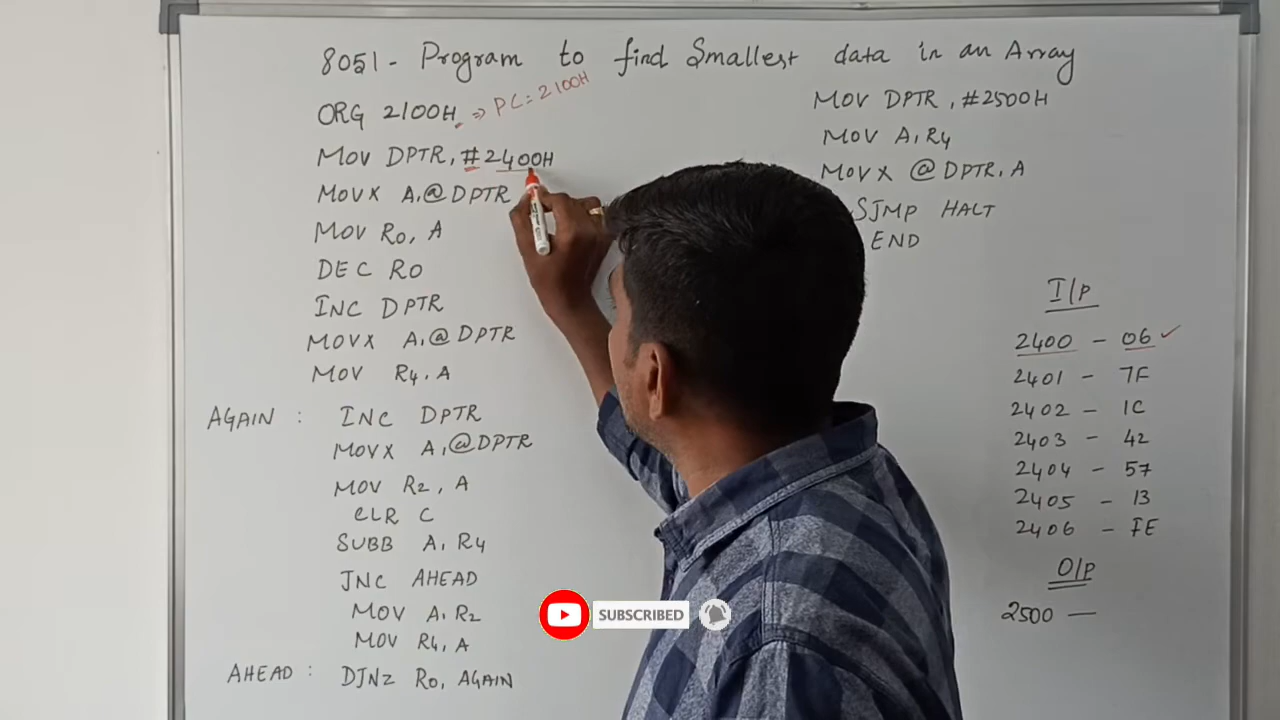 8051 - Program to find Smallest data in an Array
ORG 2100H. ⇒ PC = 2100H
MOV DPTR, #2400H
MOVX A,@DPTR
MOV R0, A
DEC R0
INC DPTR
MOVX A,@DPTR
MOV R4, A
AGAIN : INC DPTR
MOVX A,@DPTR
MOV R2, A
CLR C
SUBB A, R4
JNC AHEAD
MOV A, R2
MOV R4, A
AHEAD : DJNZ R0, AGAIN
MOV DPTR, #2500H
MOV A, R4
MOVX @DPTR, A
SJMP HALT
END
I/p
2400 - 06 ✓
2401 - 7F
2402 - 1C
2403 - 42
2404 - 57
2405 - 13
2406 - FE
O/p
2500 —
SUBSCRIBED